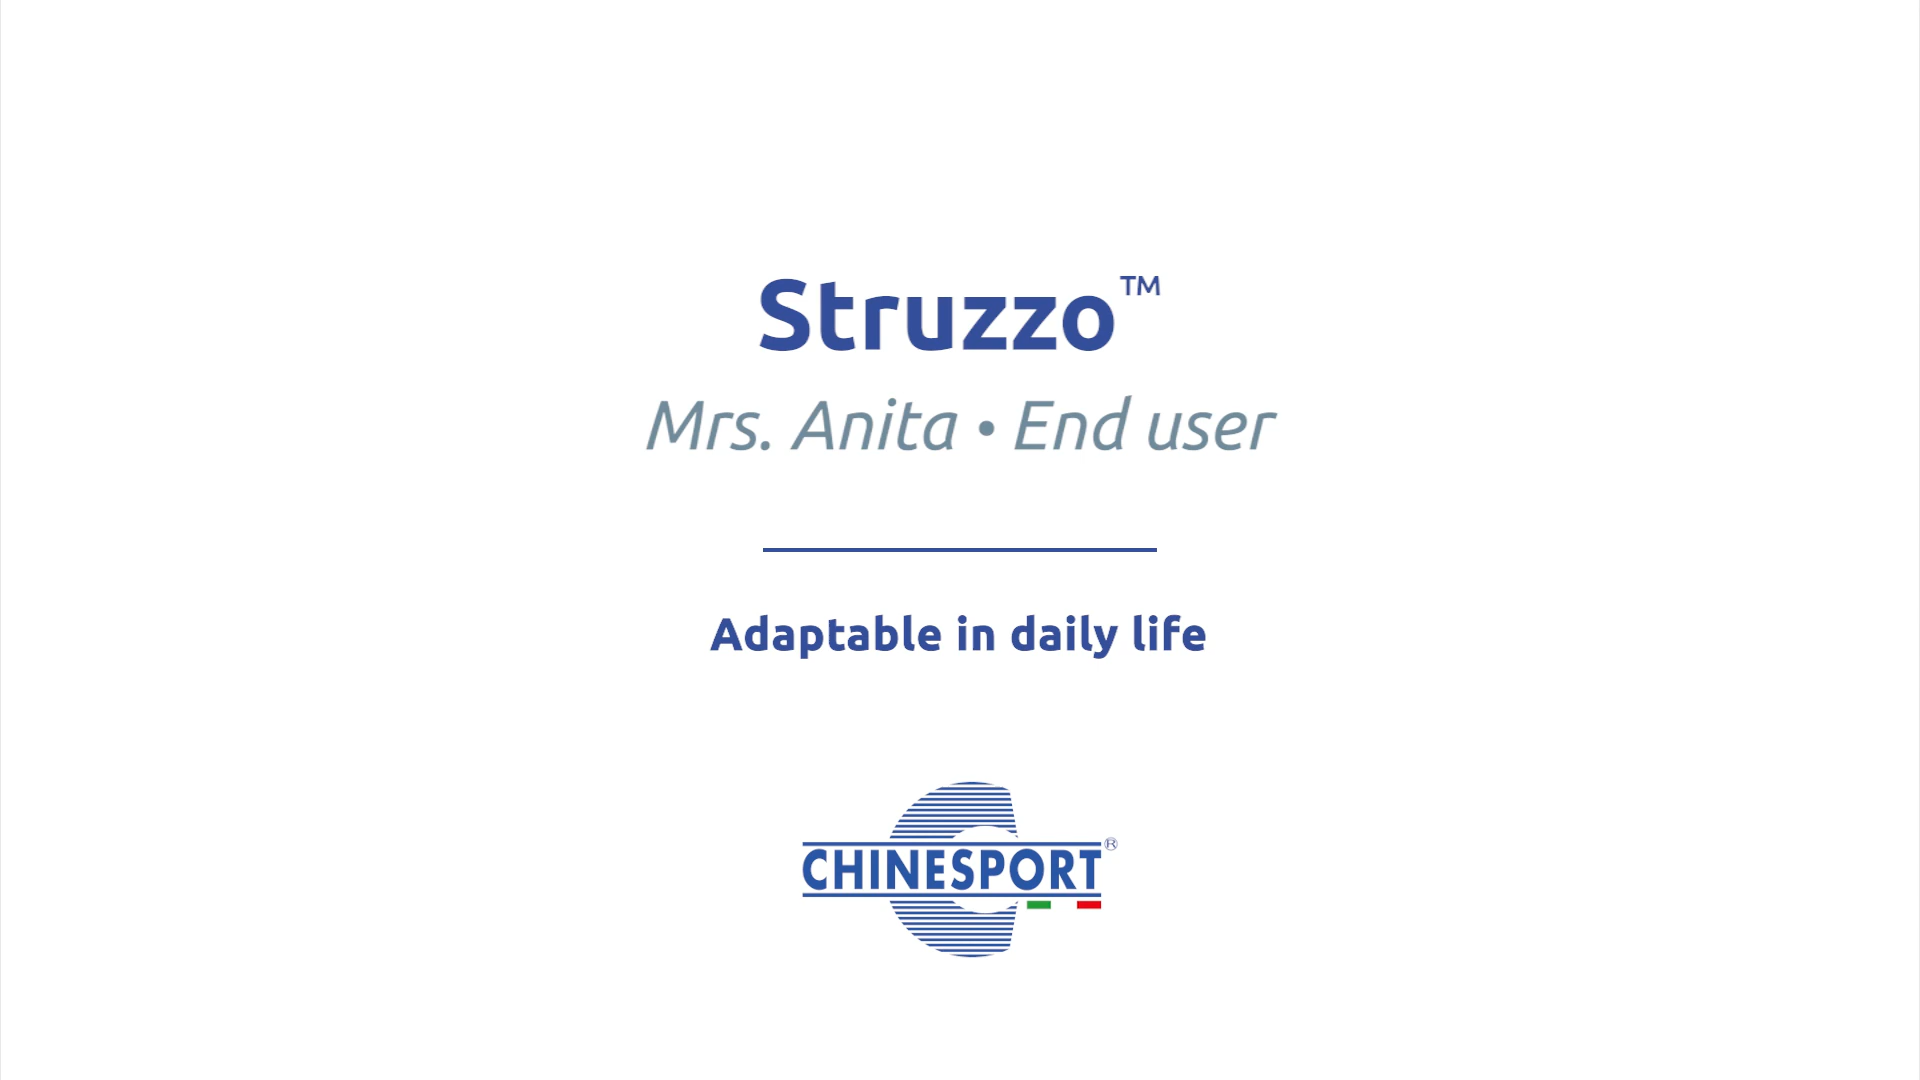 Struzzo™
Mrs. Anita • End user
Adaptable in daily life
CHINESPORT®